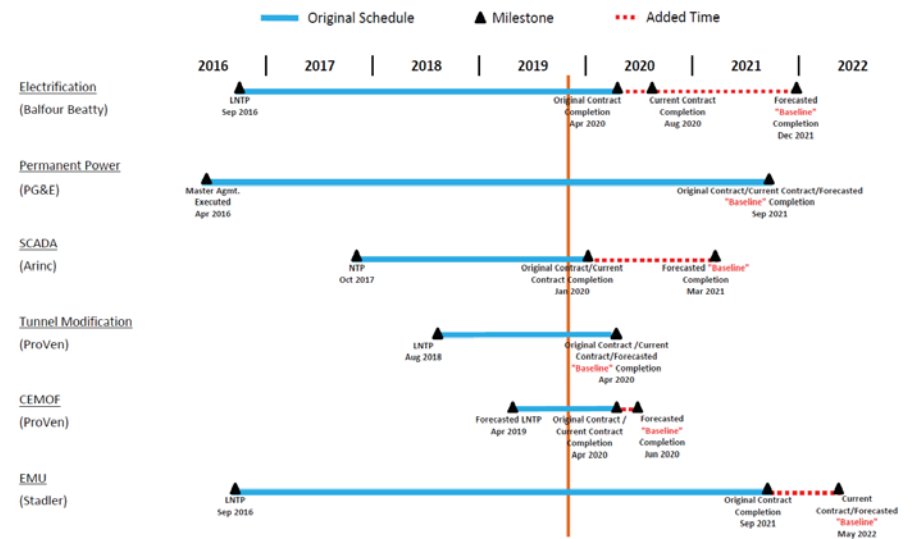 Original Schedule Milestone Added Time
2016 2017 2018 2019 2020 2021 2022
Electrification
(Balfour Beatty)
LNTP
Sep 2016
Original Contract
Completion
Apr 2020
Current Contract
Completion
Aug 2020
Forecasted
"Baseline"
Completion
Dec 2021
Permanent Power
(PG&E)
Master Agmt.
Executed
Apr 2016
Original Contract/Current Contract/Forecasted
"Baseline" Completion
Sep 2021
SCADA
(Arinc)
NTP
Oct 2017
Original Contract/Current
Contract Completion
Jan 2020
Forecasted "Baseline"
Completion
Mar 2021
Tunnel Modification
(ProVen)
LNTP
Aug 2018
Original Contract /Current
Contract/Forecasted
"Baseline" Completion
Apr 2020
CEMOF
(ProVen)
Forecasted LNTP
Apr 2019
Original Contract /
Current Contract
Completion
Apr 2020
Forecasted
"Baseline"
Completion
Jun 2020
EMU
(Stadler)
LNTP
Sep 2016
Original Contract
Completion
Sep 2021
Current
Contract/Forecasted
"Baseline"
May 2022